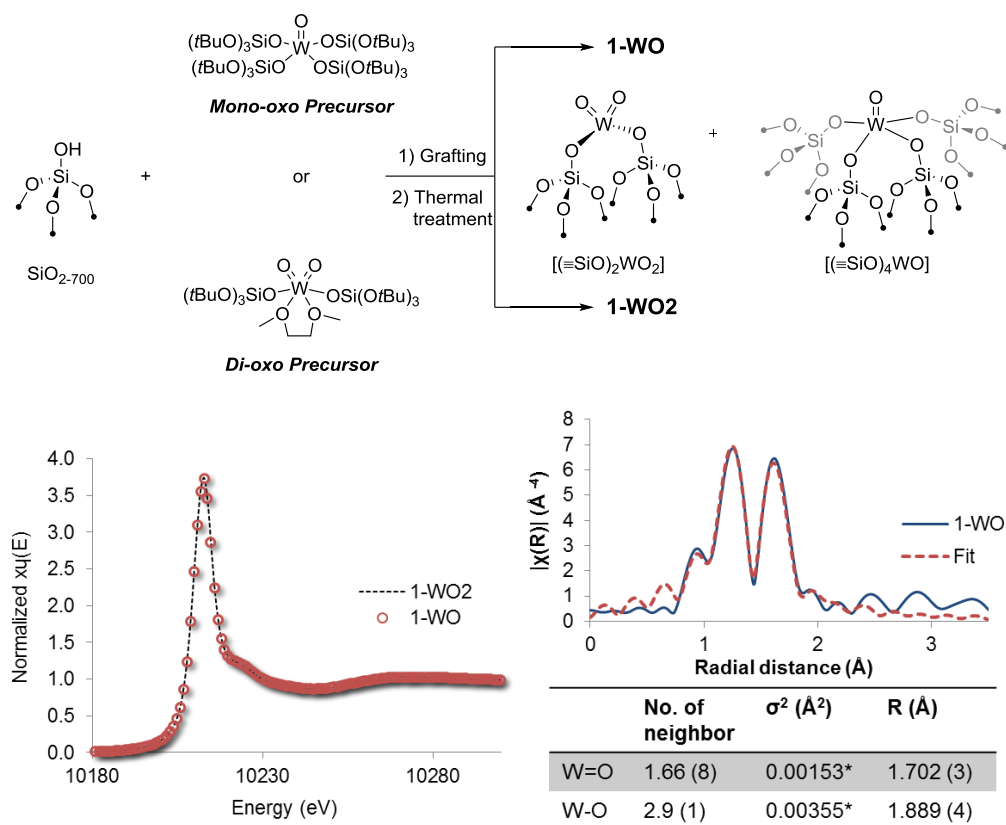 O
(tBuO)3SiO OSi(OtBu)3
W
(tBuO)3SiO OSi(OtBu)3
Mono-oxo Precursor
1-WO
OH
Si
O O
O
SiO2-700
+
or
1) Grafting
2) Thermal
treatment
O O
W
O O
Si Si
O O O O
O O
[(≡SiO)2WO2]
+
O
W
O O
Si Si
O O O O
O O
O O
Si Si
O O O O
O O
[(≡SiO)4WO]
O O
(tBuO)3SiO W OSi(OtBu)3
O O
Di-oxo Precursor
1-WO2
4.0
3.5
3.0
2.5
2.0
1.5
1.0
0.5
0.0
Normalized xμ(E)
10180 10230 10280
Energy (eV)
1-WO2
1-WO
8
7
6
5
4
3
2
1
0
|χ(R)| (Å -4)
0 1 2 3
Radial distance (Å)
1-WO
Fit
No. of neighbor σ2 (Å2) R (Å)
W=O 1.66 (8) 0.00153* 1.702 (3)
W-O 2.9 (1) 0.00355* 1.889 (4)